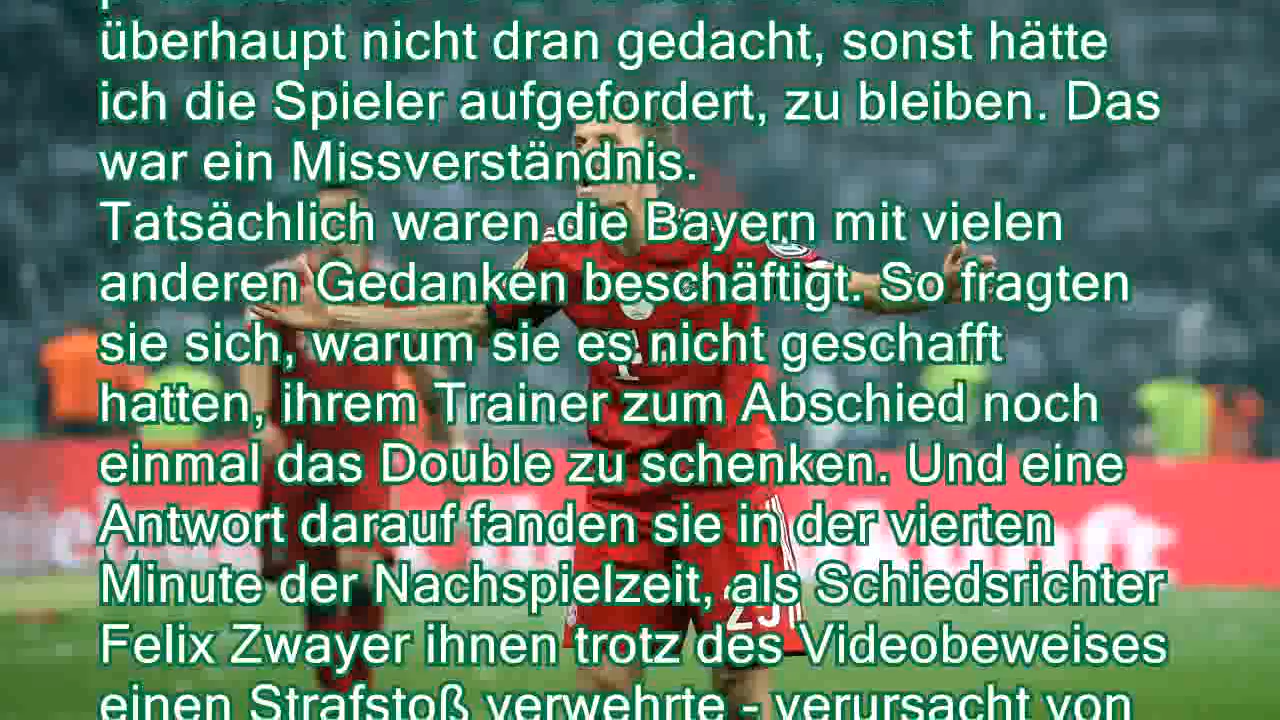 überhaupt nicht dran gedacht, sonst hätte
ich die Spieler aufgefordert, zu bleiben. Das
war ein Missverständnis.
Tatsächlich waren die Bayern mit vielen
anderen Gedanken beschäftigt. So fragten
sie sich, warum sie es nicht geschafft
hatten, ihrem Trainer zum Abschied noch
einmal das Double zu schenken. Und eine
Antwort darauf fanden sie in der vierten
Minute der Nachspielzeit, als Schiedsrichter
Felix Zwayer ihnen trotz des Videobeweises
einen Strafstoß verwehrte - verursacht von
25